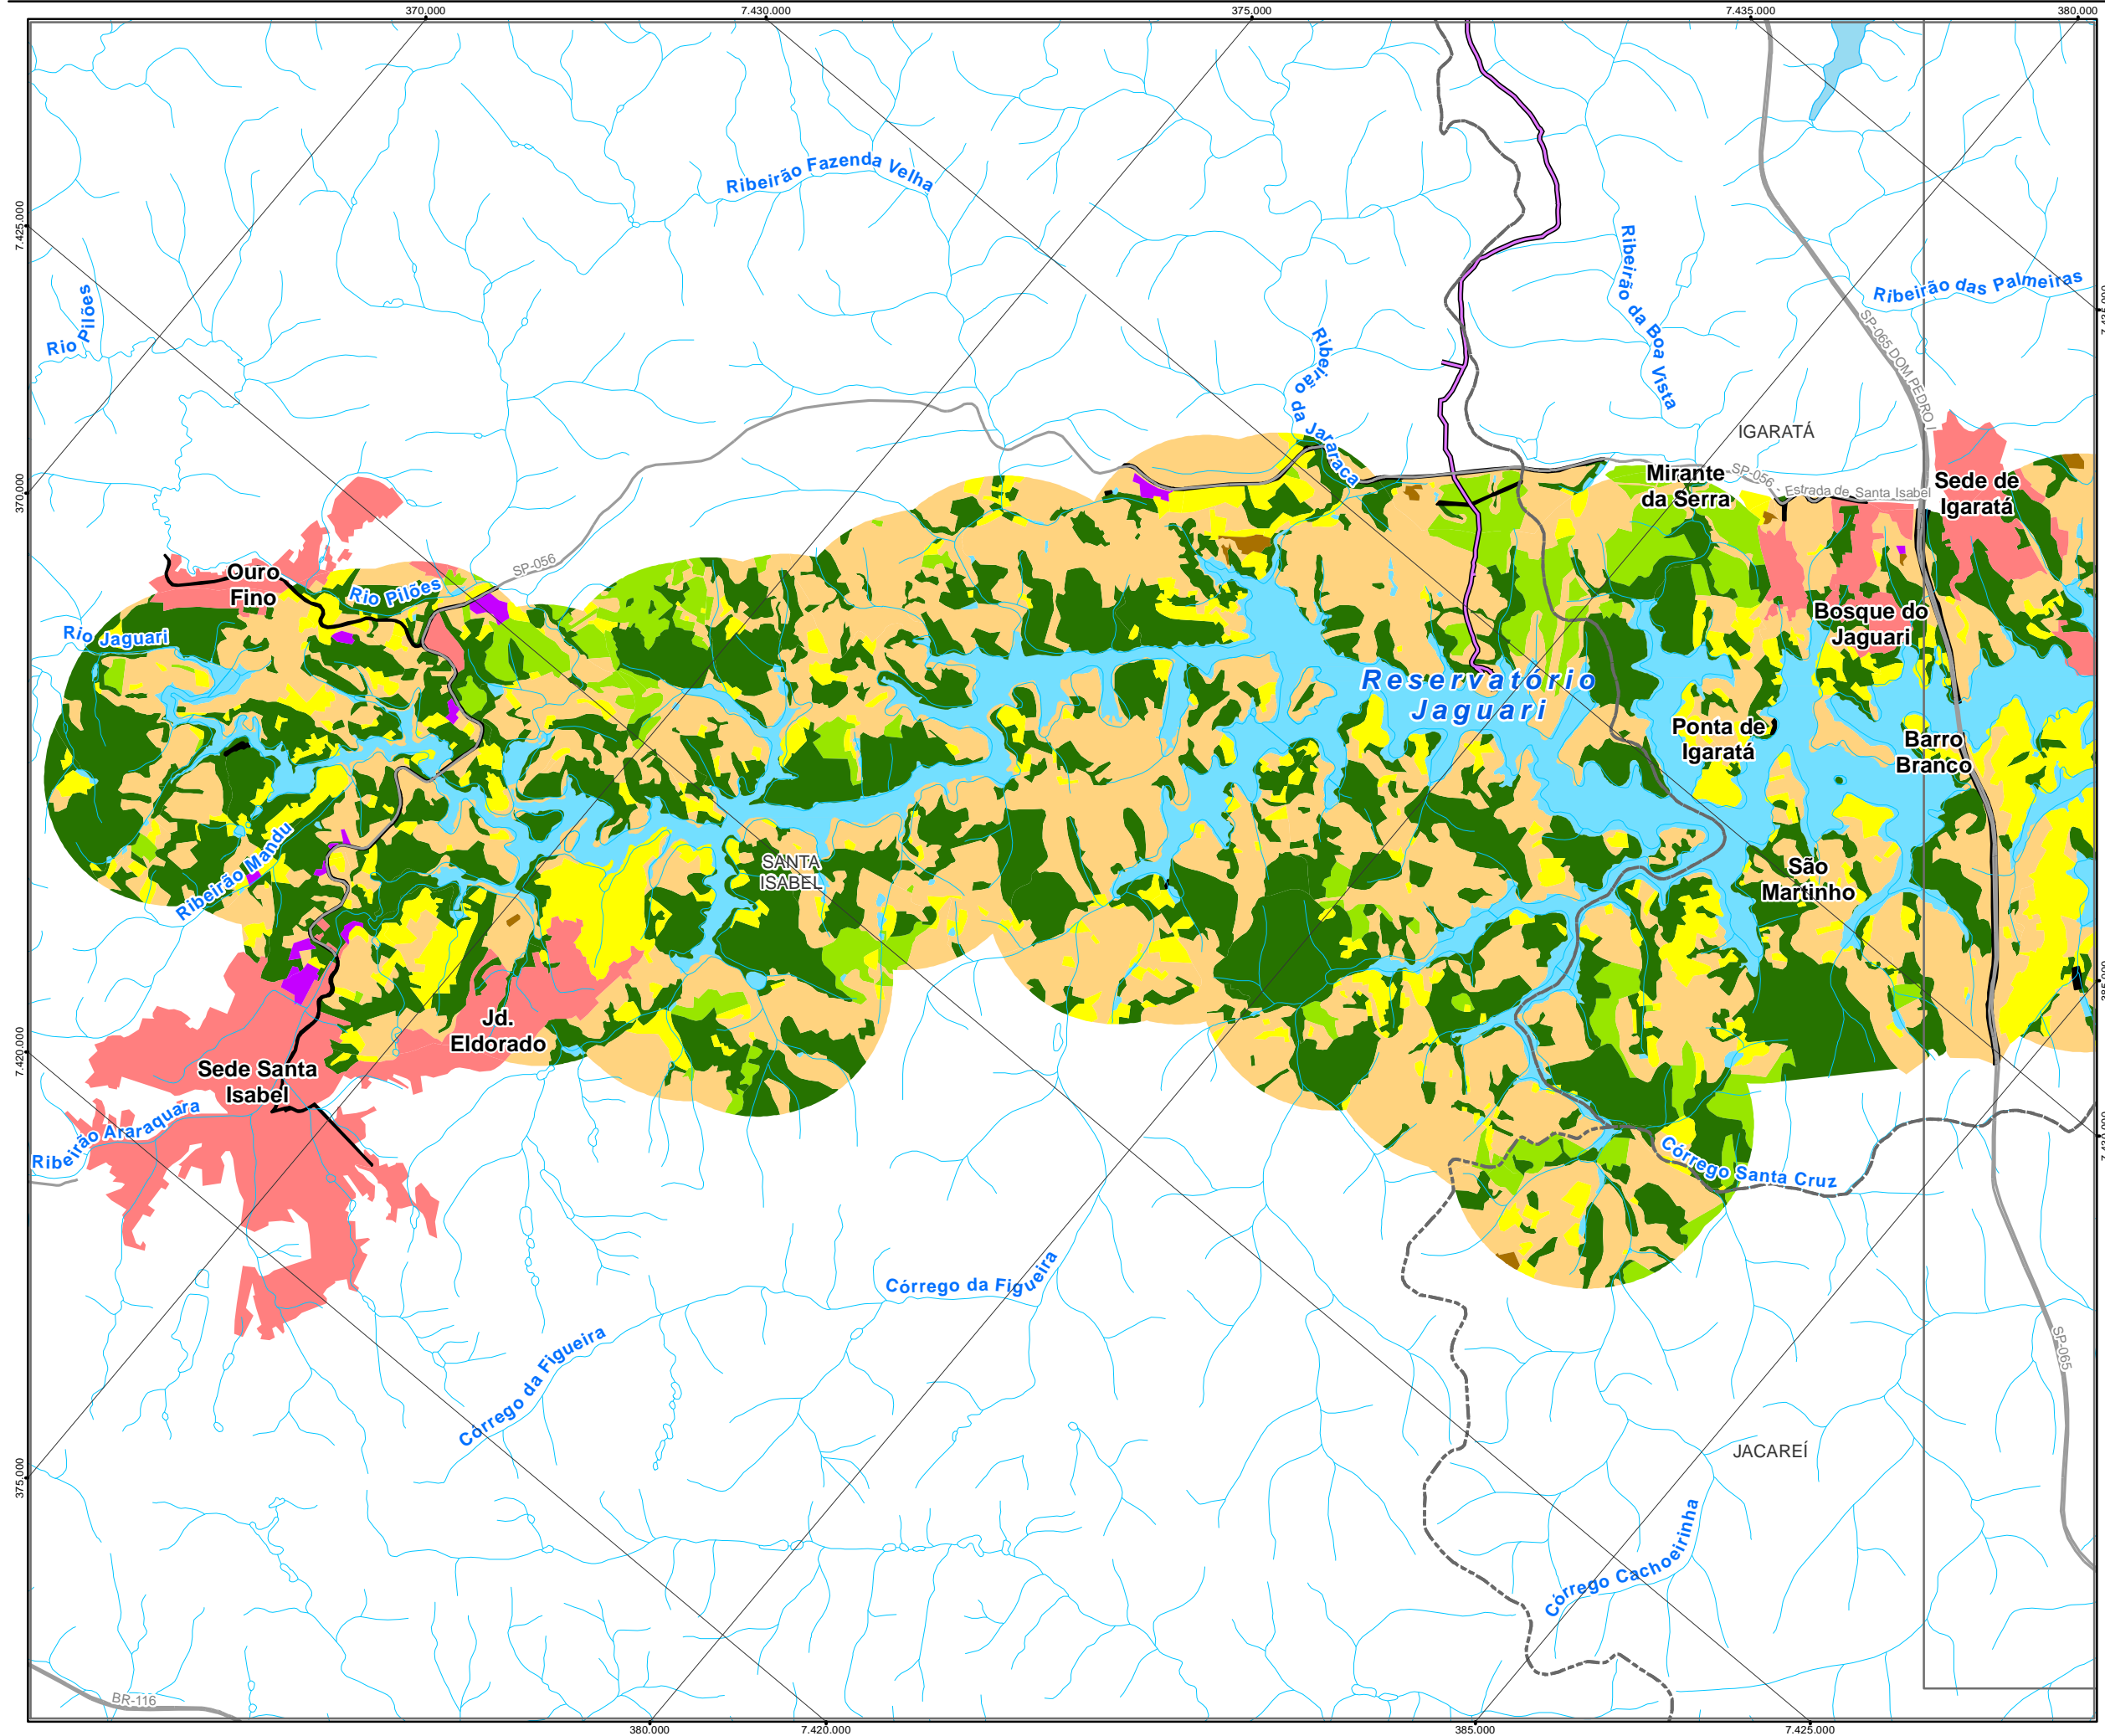 370.000
7.430.000
375.000
7.435.000
380.000
Ribeirão Fazenda Velha
7.425.000
Rio Pilões
Ribeirão da Boa Vista
Ribeirão das Palmeiras
SP-065 DOM PEDRO I
Ribeirão da Jararaca
IGARATÁ
370.000
Mirante
da Serra
SP-056 - Estrada de Santa Isabel
Sede de
Igaratá
SP-056
Ouro
Fino
Rio Pilões
Rio Jaguari
Bosque do
Jaguari
Reservatório
Jaguari
Ponta de
Igaratá
Barro
Branco
Ribeirão Mandu
SANTA
ISABEL
São
Martinho
Jd.
Eldorado
7.420.000
Sede Santa
Isabel
Ribeirão Araraquara
Córrego Santa Cruz
Córrego da Figueira
Córrego da Figueira
SP-065
JACAREÍ
375.000
Córrego Cachoeirinha
BR-116
380.000
7.420.000
385.000
7.425.000